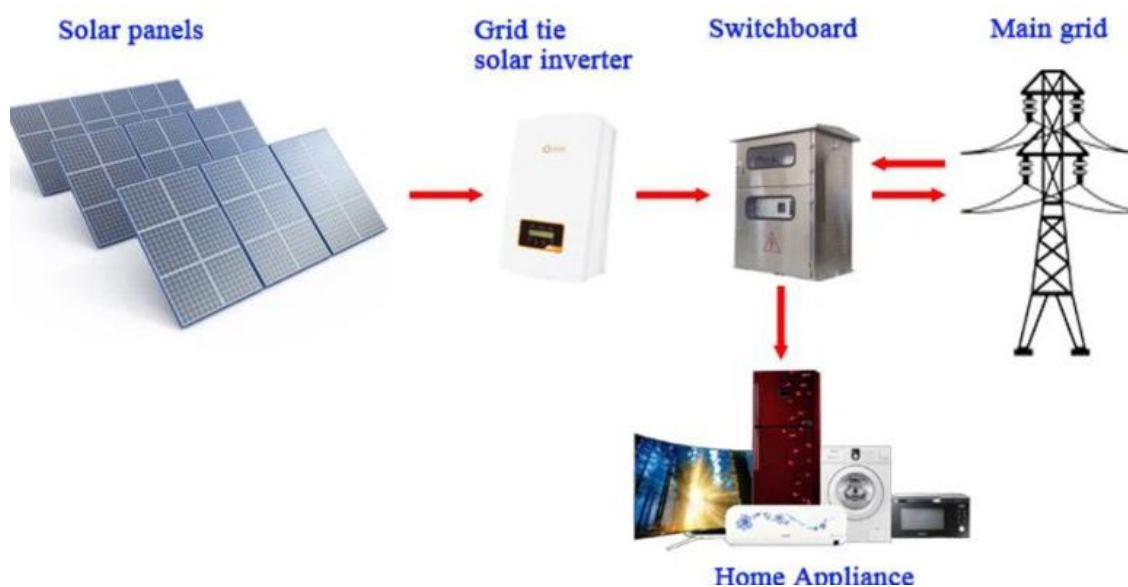 Solar panels
Grid tie
solar inverter
Switchboard
Main grid
Home Appliance